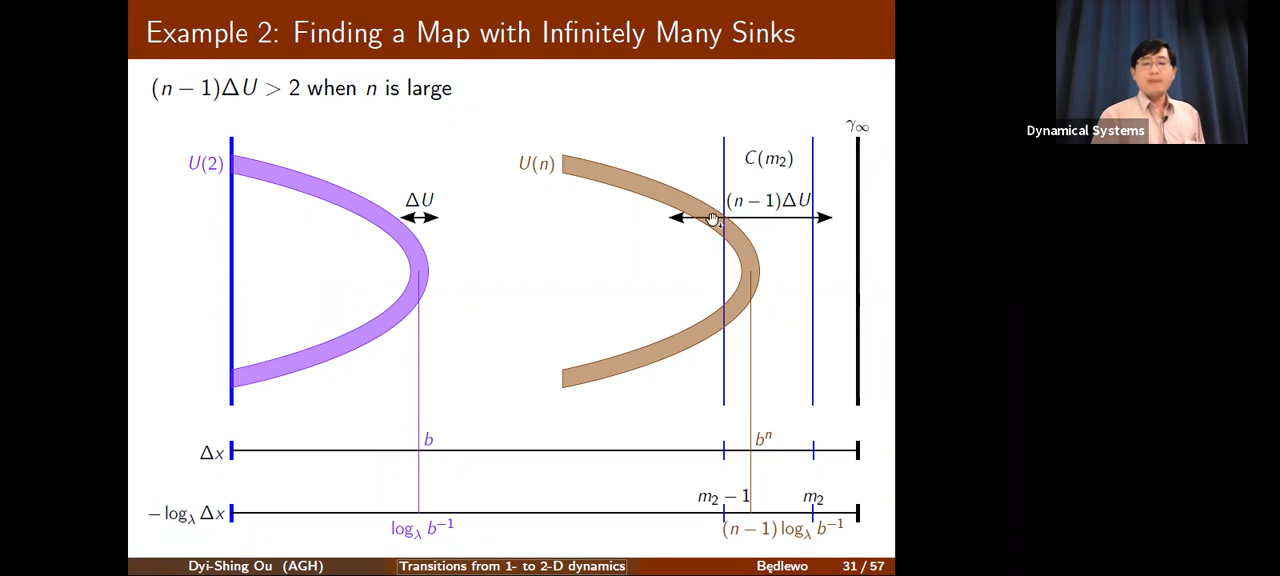 Example 2: Finding a Map with Infinitely Many Sinks
(n − 1)ΔU > 2 when n is large
γ∞
Dynamical Systems
U(2)
U(n)
C(m₂)
ΔU
(n − 1)ΔU
b
bⁿ
Δx
m₂ − 1
m₂
− log_λ Δx
log_λ b⁻¹
(n − 1) log_λ b⁻¹
Dyi-Shing Ou (AGH)
Transitions from 1- to 2-D dynamics
Będlewo
31 / 57